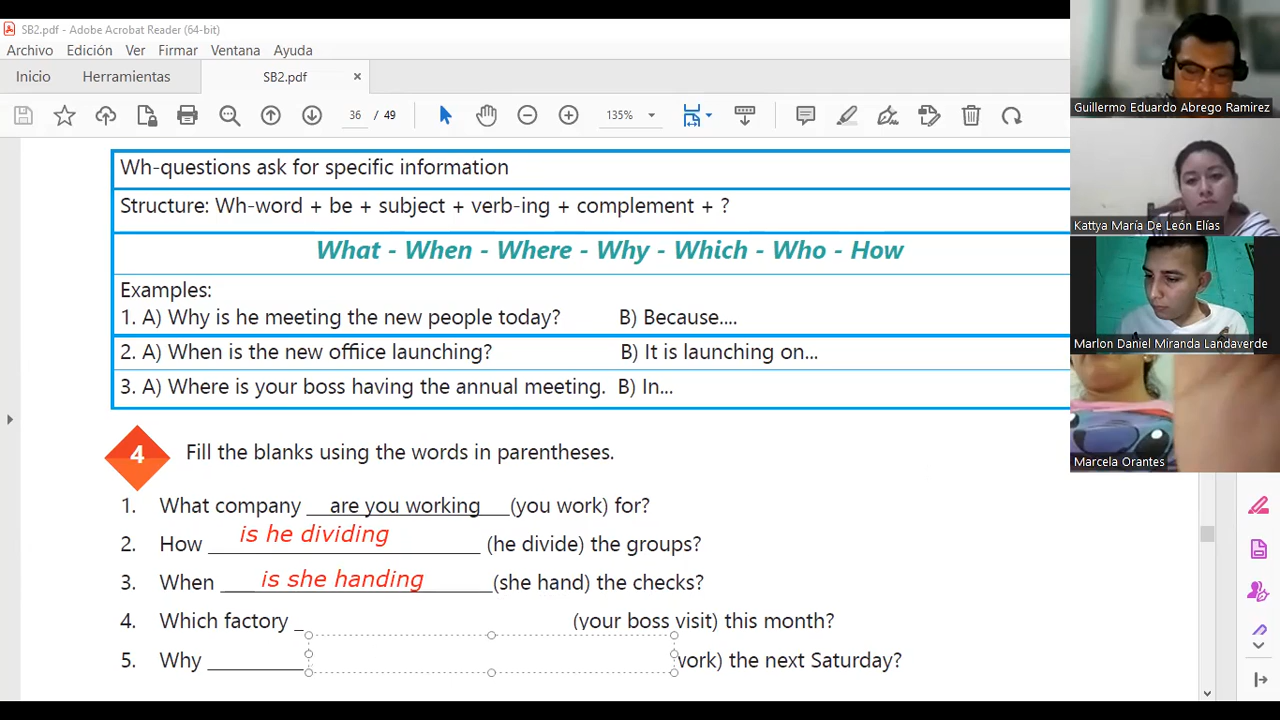 SB2.pdf - Adobe Acrobat Reader (64-bit)
Archivo Edición Ver Firmar Ventana Ayuda
Inicio Herramientas SB2.pdf ×
36 / 49 135%
Wh-questions ask for specific information
Structure: Wh-word + be + subject + verb-ing + complement + ?
What - When - Where - Why - Which - Who - How
Examples:
1. A) Why is he meeting the new people today? B) Because....
2. A) When is the new office launching? B) It is launching on...
3. A) Where is your boss having the annual meeting. B) In...
4 Fill the blanks using the words in parentheses.
1. What company __are you working___(you work) for?
2. How is he dividing (he divide) the groups?
3. When is she handing (she hand) the checks?
4. Which factory _ (your boss visit) this month?
5. Why _________ work) the next Saturday?
Guillermo Eduardo Abrego Ramirez
Kattya María De León Elías
Marlon Daniel Miranda Landaverde
Marcela Orantes